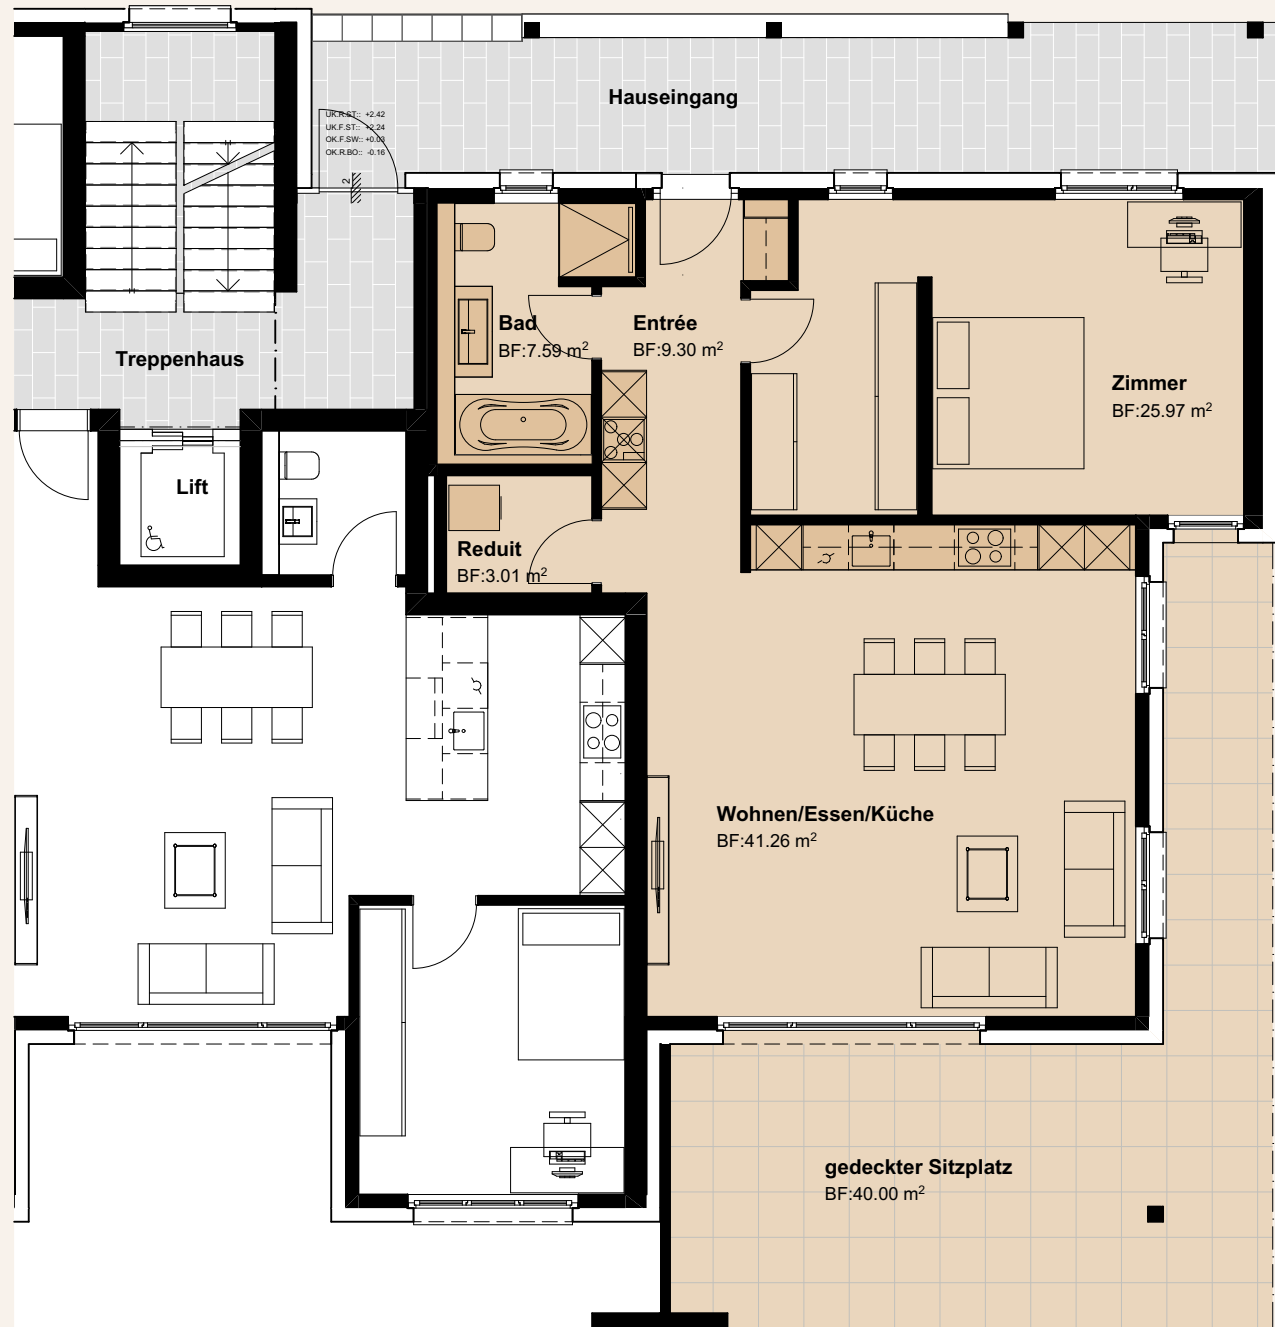 Hauseingang
UK.R.ST.: +2.42
UK.F.ST.: +2.24
OK.F.SW.: +0.03
OK.R.BO.: -0.16
2
Bad
BF:7.59 m²
Entrée
BF:9.30 m²
Treppenhaus
Zimmer
BF:25.97 m²
Lift
Reduit
BF:3.01 m²
Wohnen/Essen/Küche
BF:41.26 m²
gedeckter Sitzplatz
BF:40.00 m²